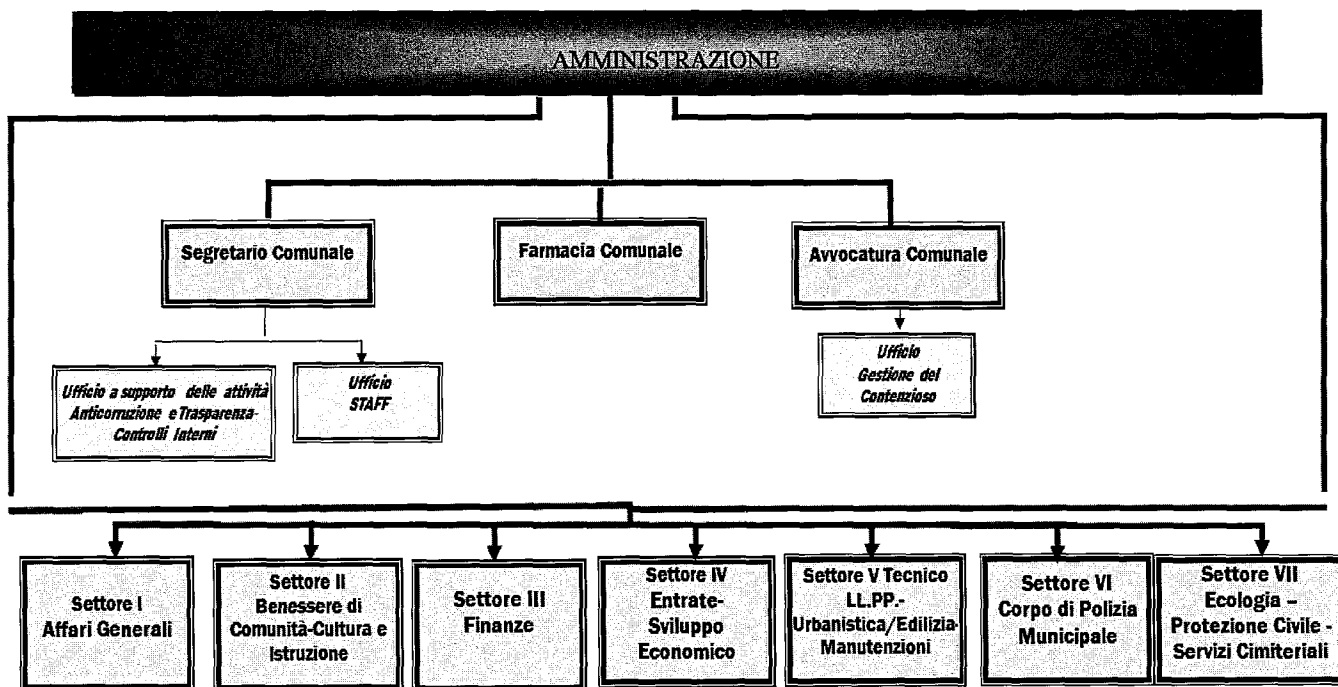 AMMINISTRAZIONE
Segretario Comunale
Farmacia Comunale
Avvocatura Comunale
Ufficio a supporto delle attività
Anticorruzione e Trasparenza-
Controlli Interni
Ufficio
STAFF
Ufficio
Gestione del
Contenzioso
Settore I
Affari Generali
Settore II
Benessere di
Comunità-Cultura e
Istruzione
Settore III
Finanze
Settore IV
Entrate-
Sviluppo
Economico
Settore V Tecnico
LL.PP.-
Urbanistica/Edilizia-
Manutenzioni
Settore VI
Corpo di Polizia
Municipale
Settore VII
Ecologia –
Protezione Civile -
Servizi Cimiteriali